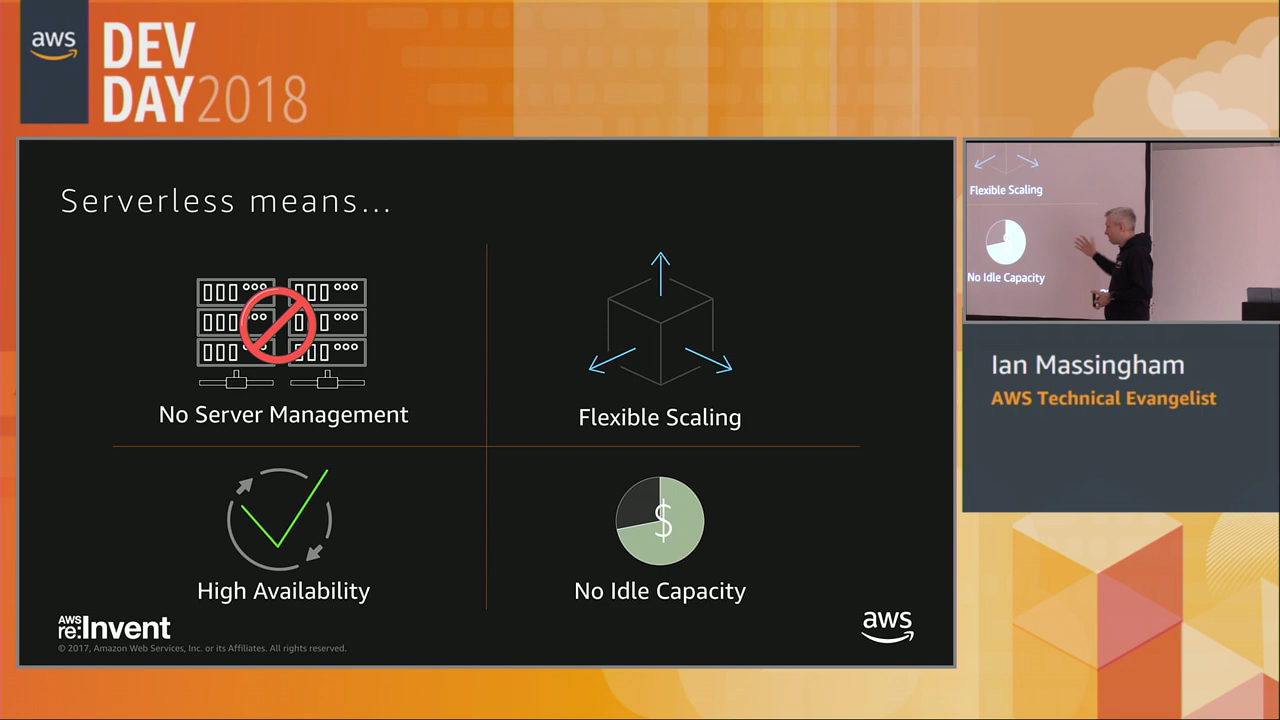 aws
DEV
DAY2018
Serverless means...
No Server Management
Flexible Scaling
High Availability
$
No Idle Capacity
AWS
re:Invent
© 2017, Amazon Web Services, Inc. or its Affiliates. All rights reserved.
aws
Flexible Scaling
No Idle Capacity
Ian Massingham
AWS Technical Evangelist